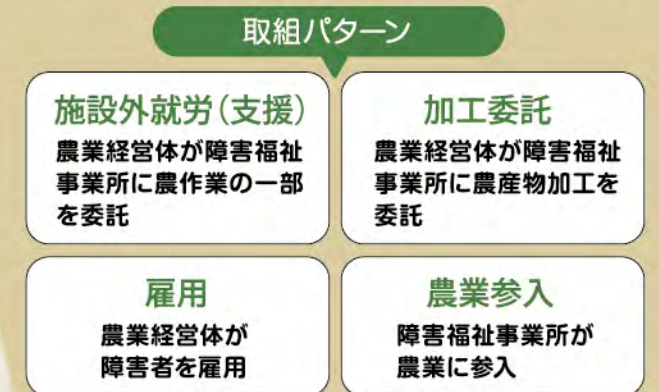 取組パターン
施設外就労(支援)
農業経営体が障害福祉
事業所に農作業の一部
を委託
加工委託
農業経営体が障害福祉
事業所に農産物加工を
委託
雇用
農業経営体が
障害者を雇用
農業参入
障害福祉事業所が
農業に参入